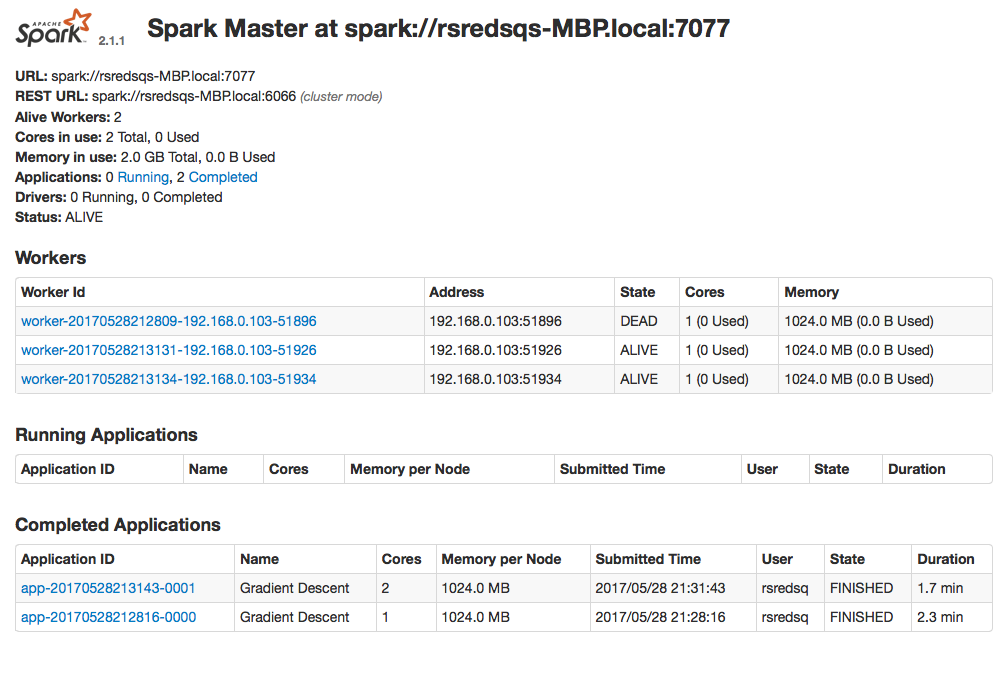 APACHE Spark 2.1.1 Spark Master at spark://rsredsqs-MBP.local:7077
URL: spark://rsredsqs-MBP.local:7077
REST URL: spark://rsredsqs-MBP.local:6066 (cluster mode)
Alive Workers: 2
Cores in use: 2 Total, 0 Used
Memory in use: 2.0 GB Total, 0.0 B Used
Applications: 0 Running, 2 Completed
Drivers: 0 Running, 0 Completed
Status: ALIVE
Workers
Worker Id Address State Cores Memory
worker-20170528212809-192.168.0.103-51896 192.168.0.103:51896 DEAD 1 (0 Used) 1024.0 MB (0.0 B Used)
worker-20170528213131-192.168.0.103-51926 192.168.0.103:51926 ALIVE 1 (0 Used) 1024.0 MB (0.0 B Used)
worker-20170528213134-192.168.0.103-51934 192.168.0.103:51934 ALIVE 1 (0 Used) 1024.0 MB (0.0 B Used)
Running Applications
Application ID Name Cores Memory per Node Submitted Time User State Duration
Completed Applications
Application ID Name Cores Memory per Node Submitted Time User State Duration
app-20170528213143-0001 Gradient Descent 2 1024.0 MB 2017/05/28 21:31:43 rsredsq FINISHED 1.7 min
app-20170528212816-0000 Gradient Descent 1 1024.0 MB 2017/05/28 21:28:16 rsredsq FINISHED 2.3 min